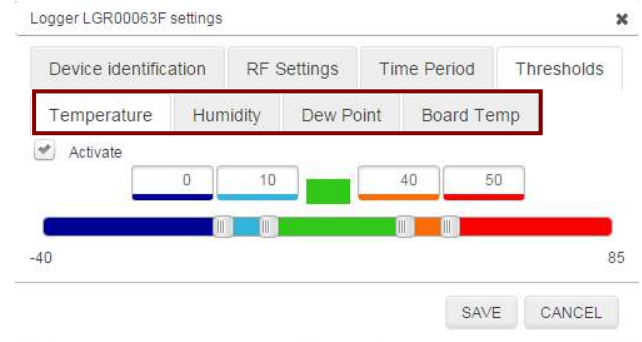 Logger LGR00063F settings
Device identification RF Settings Time Period Thresholds
Temperature Humidity Dew Point Board Temp
Activate
0 10 40 50
-40 85
SAVE CANCEL